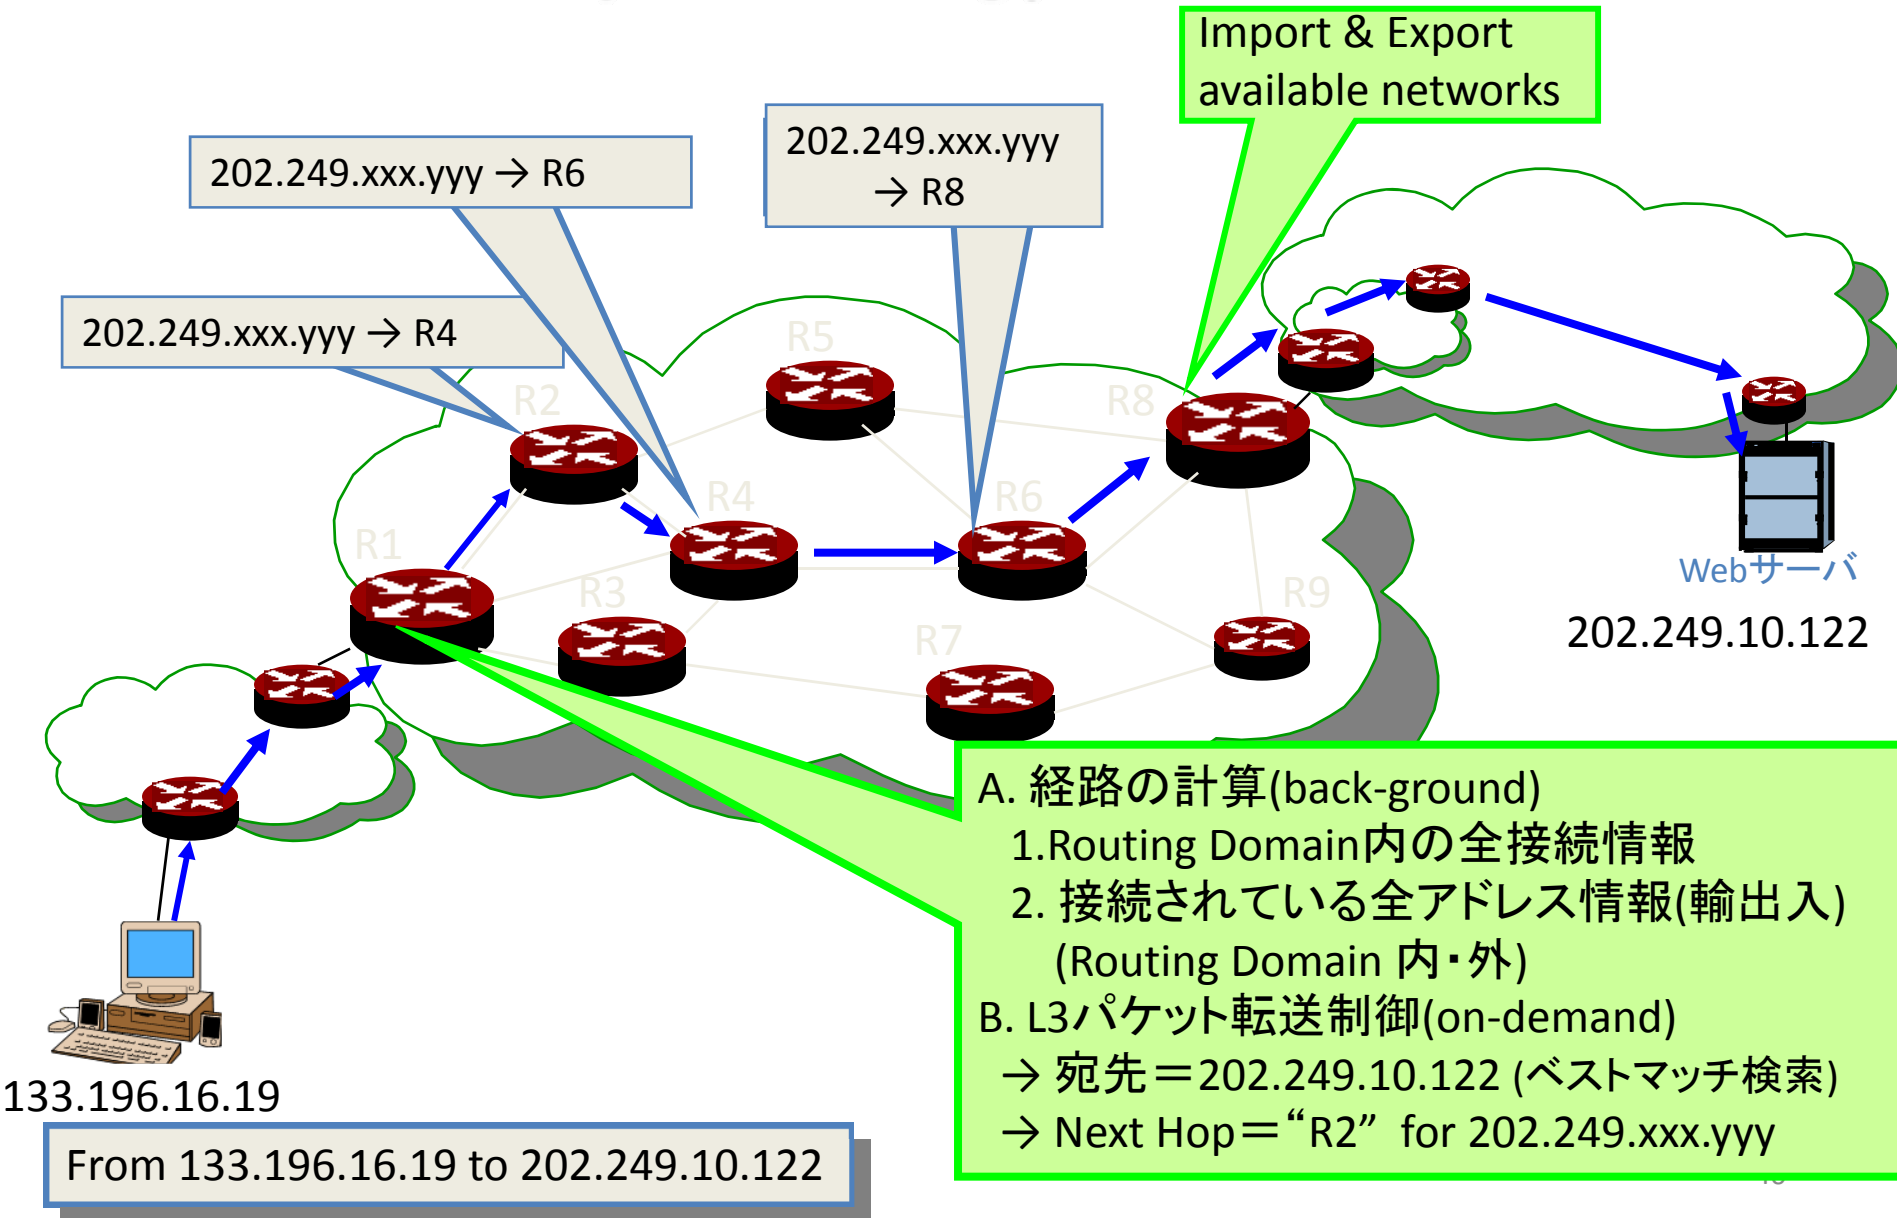 Import & Export
available networks
202.249.xxx.yyy
→ R8
202.249.xxx.yyy → R6
202.249.xxx.yyy → R4
R5
R2
R8
R4
R6
R1
R3
R9
R7
Webサーバ
202.249.10.122
A. 経路の計算(back-ground)
1.Routing Domain内の全接続情報
2. 接続されている全アドレス情報(輸出入)
(Routing Domain 内・外)
B. L3パケット転送制御(on-demand)
→ 宛先＝202.249.10.122 (ベストマッチ検索)
→ Next Hop＝“R2” for 202.249.xxx.yyy
133.196.16.19
From 133.196.16.19 to 202.249.10.122